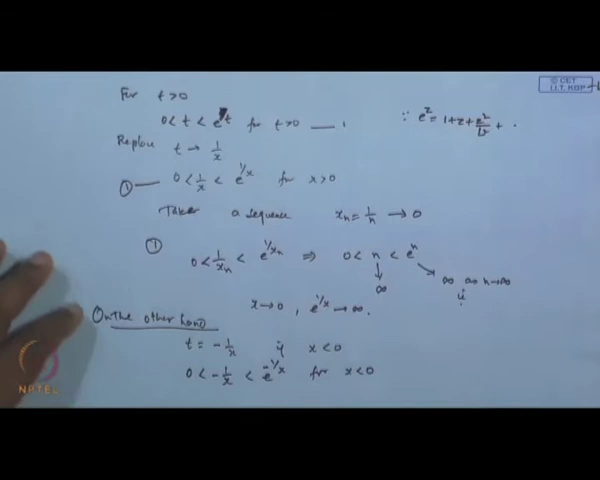 For t > 0
© CET
I.I.T. KGP
0 < t < e^t for t > 0 —— 1
∵ e^z = 1 + z + z²/2! + ..
Replace t → 1/x
① —— 0 < 1/x < e^{1/x} for x > 0
Take a sequence x_n = 1/n → 0
① 0 < 1/x_n < e^{1/x_n} ⇒ 0 < n < e^n
↓ ∞ ↘ ∞ as n → ∞
x → 0 , e^{1/x} → ∞.
On the other hand
t = -1/x if x < 0
0 < -1/x < e^{-1/x} for x < 0
NPTEL